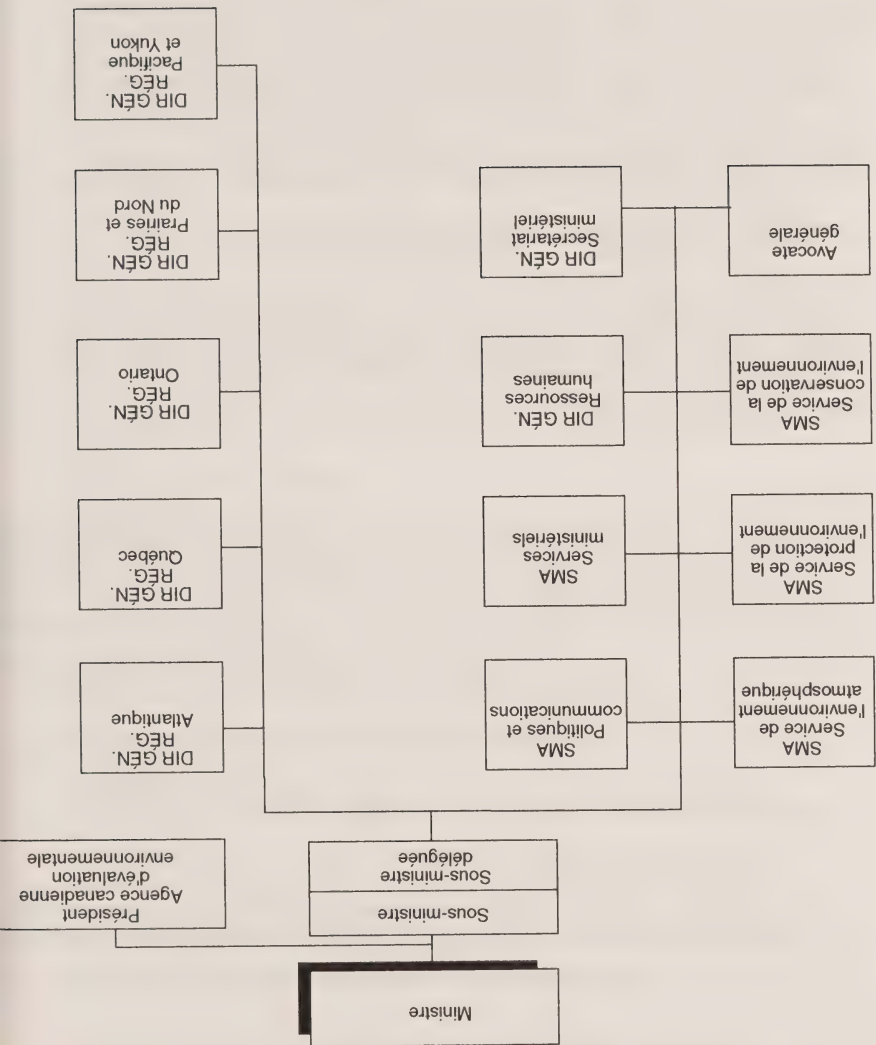 Ministre
Sous-ministre
Sous-ministre
déléguée
Président
Agence canadienne
d'évaluation
environnementale
SMA
Service de
l'environnement
atmosphérique
SMA
Politiques et
communications
DIR GÉN.
RÉG.
Atlantique
SMA
Service de la
protection de
l'environnement
SMA
Services
ministériels
DIR GÉN.
RÉG.
Québec
SMA
Service de la
conservation de
l'environnement
DIR GÉN.
Ressources
humaines
DIR GÉN.
RÉG.
Ontario
Avocate
générale
DIR GÉN.
Secrétariat
ministériel
DIR GÉN.
RÉG.
Prairies et
du Nord
DIR GÉN.
RÉG.
Pacifique
et Yukon